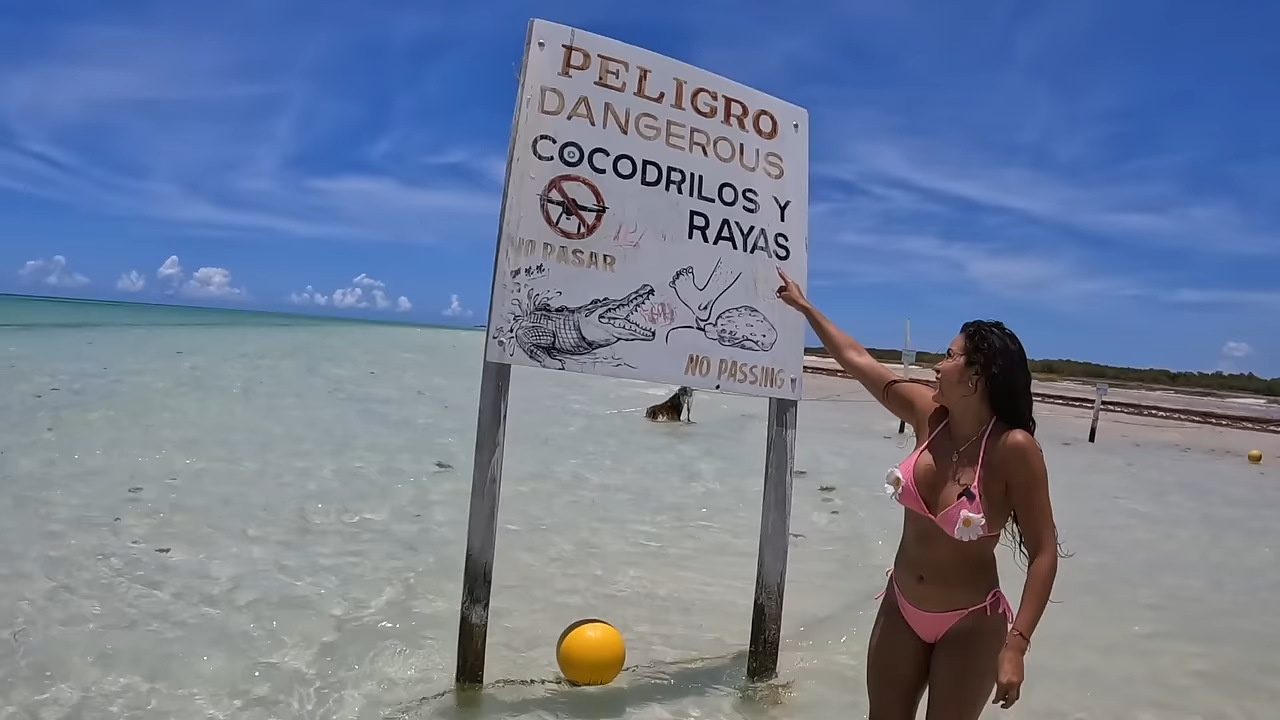 PELIGRO
DANGEROUS
COCODRILOS Y
RAYAS
NO PASAR
NO PASSING